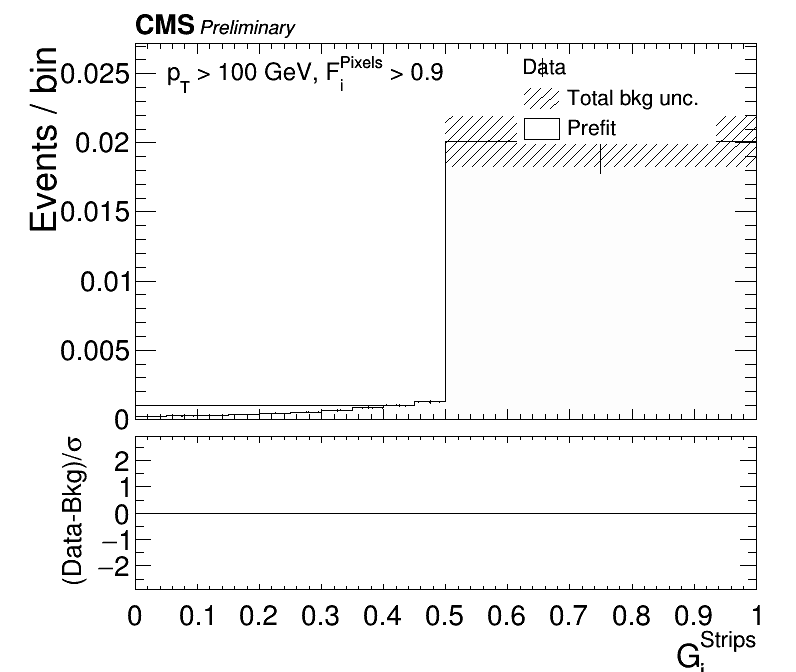 CMS Preliminary
p_T > 100 GeV, F_i^Pixels > 0.9
Data
Total bkg unc.
Prefit
Events / bin
0.025
0.02
0.015
0.01
0.005
0
(Data-Bkg)/σ
2
1
0
−1
−2
0 0.1 0.2 0.3 0.4 0.5 0.6 0.7 0.8 0.9 1
G_i^Strips